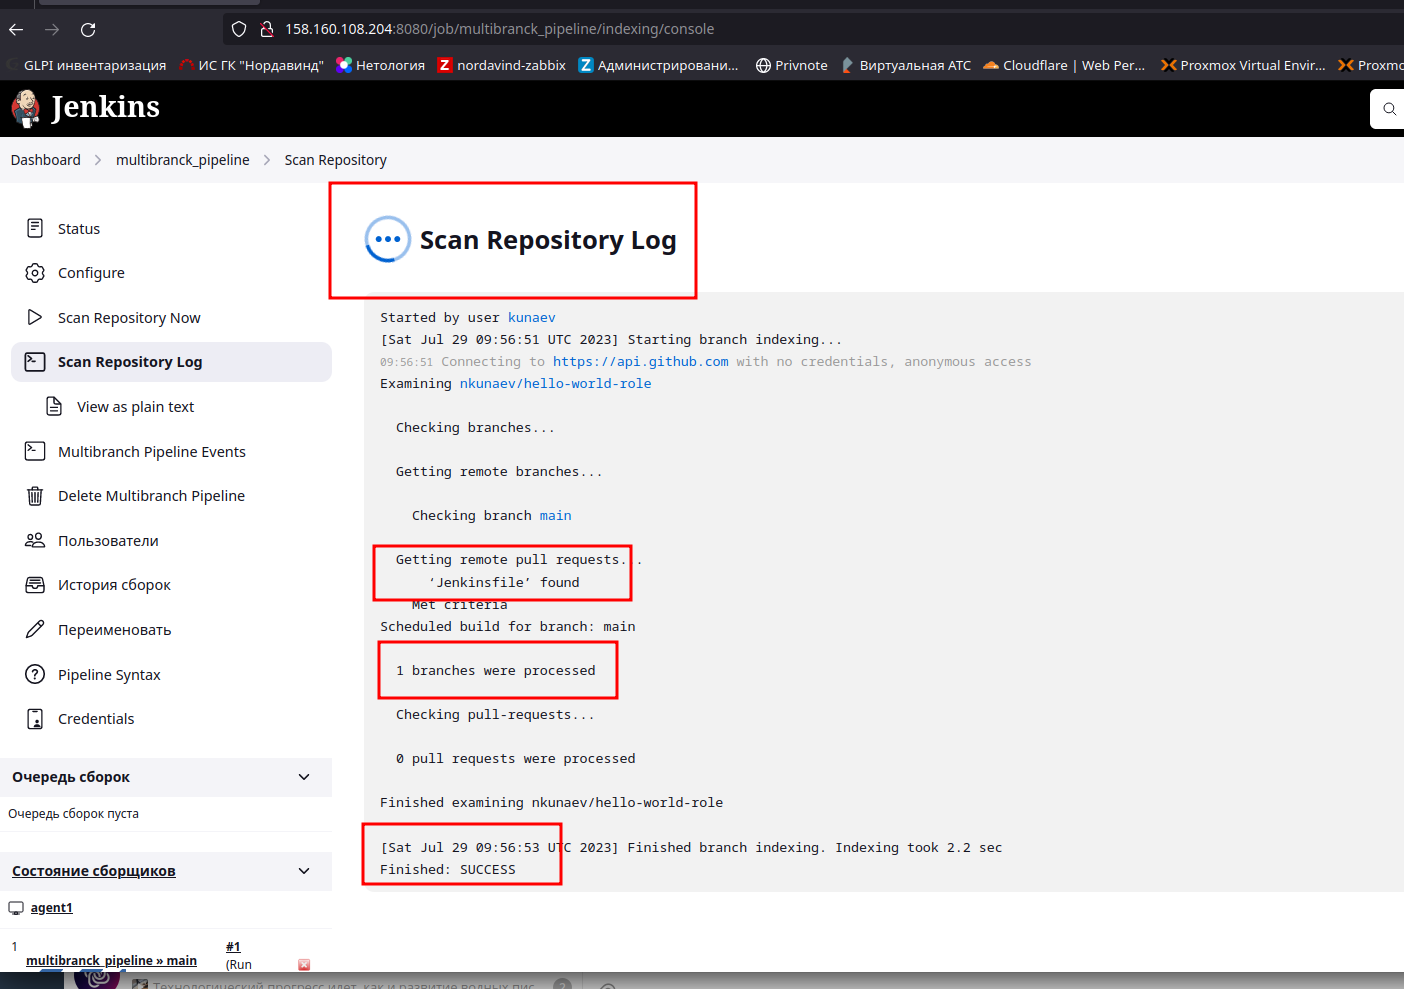 158.160.108.204:8080/job/multibranck_pipeline/indexing/console
GLPI инвентаризация ИС ГК "Нордавинд" Нетология nordavind-zabbix Администрировани... Privnote Виртуальная АТС Cloudflare | Web Per... Proxmox Virtual Envir... Proxmo
Jenkins
Dashboard multibranck_pipeline Scan Repository
Status
Configure
Scan Repository Now
Scan Repository Log
View as plain text
Multibranch Pipeline Events
Delete Multibranch Pipeline
Пользователи
История сборок
Переименовать
Pipeline Syntax
Credentials
Очередь сборок
Очередь сборок пуста
Состояние сборщиков
agent1
1 multibranck_pipeline » main #1 (Run
Scan Repository Log
Started by user kunaev
[Sat Jul 29 09:56:51 UTC 2023] Starting branch indexing...
09:56:51 Connecting to https://api.github.com with no credentials, anonymous access
Examining nkunaev/hello-world-role
Checking branches...
Getting remote branches...
Checking branch main
Getting remote pull requests...
‘Jenkinsfile’ found
Met criteria
Scheduled build for branch: main
1 branches were processed
Checking pull-requests...
0 pull requests were processed
Finished examining nkunaev/hello-world-role
[Sat Jul 29 09:56:53 UTC 2023] Finished branch indexing. Indexing took 2.2 sec
Finished: SUCCESS
Технологический прогресс идет, как и развитие водных пис...